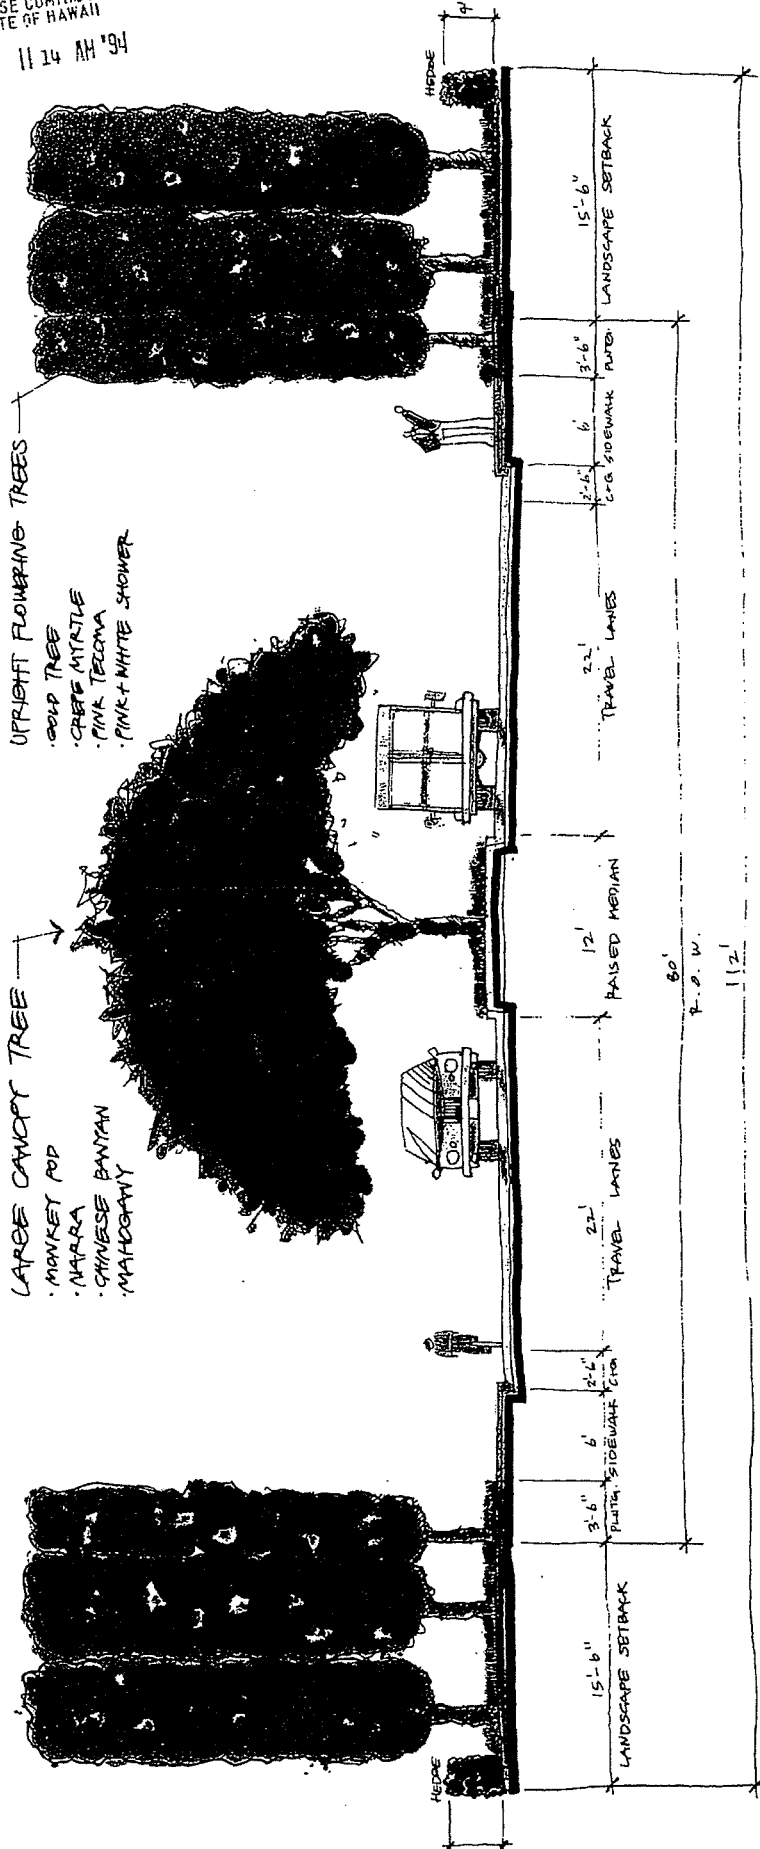 TE OF HAWAII
11 14 AM '94
LARGE CANOPY TREE
· MONKEY POD
· NARRA
· CHINESE BANYAN
· MAHOGANY
UPRIGHT FLOWERING TREES
· GOLD TREE
· CREPE MYRTLE
· PINK TECOMA
· PINK + WHITE SHOWER
HEDGE
HEDGE
4'
15'-6"
3'-6"
6'
2'-6"
22'
12'
22'
2'-6"
6'
3'-6"
15'-6"
LANDSCAPE SETBACK
PLNTG.
SIDEWALK
C+G
TRAVEL LANES
RAISED MEDIAN
TRAVEL LANES
C+G
SIDEWALK
PLNTG.
LANDSCAPE SETBACK
80'
R.O.W.
112'